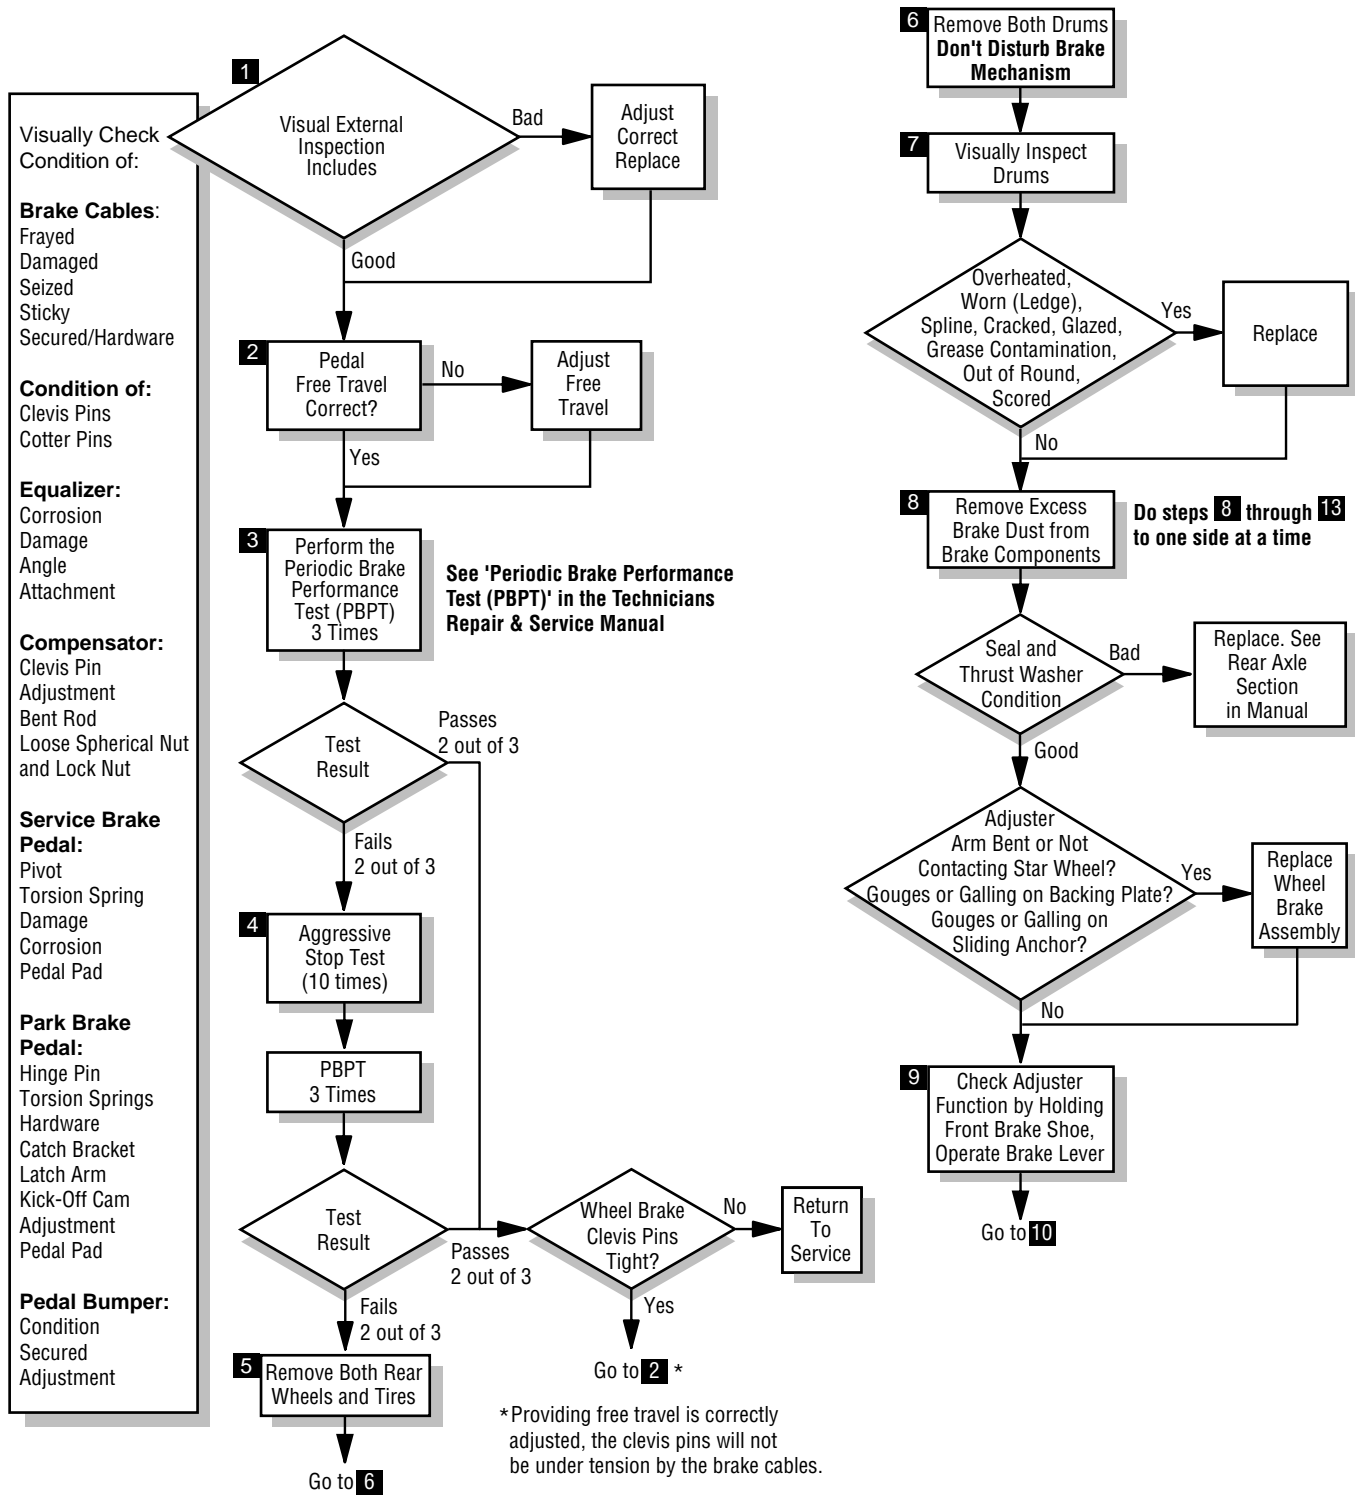 Visually Check
Condition of:
Brake Cables:
Frayed
Damaged
Seized
Sticky
Secured/Hardware
Condition of:
Clevis Pins
Cotter Pins
Equalizer:
Corrosion
Damage
Angle
Attachment
Compensator:
Clevis Pin
Adjustment
Bent Rod
Loose Spherical Nut
and Lock Nut
Service Brake
Pedal:
Pivot
Torsion Spring
Damage
Corrosion
Pedal Pad
Park Brake
Pedal:
Hinge Pin
Torsion Springs
Hardware
Catch Bracket
Latch Arm
Kick-Off Cam
Adjustment
Pedal Pad
Pedal Bumper:
Condition
Secured
Adjustment
1
Visual External
Inspection
Includes
Bad
Adjust
Correct
Replace
Good
2
Pedal
Free Travel
Correct?
No
Adjust
Free
Travel
Yes
3
Perform the
Periodic Brake
Performance
Test (PBPT)
3 Times
See 'Periodic Brake Performance
Test (PBPT)' in the Technicians
Repair & Service Manual
Test
Result
Passes
2 out of 3
Fails
2 out of 3
4
Aggressive
Stop Test
(10 times)
PBPT
3 Times
Test
Result
Passes
2 out of 3
Wheel Brake
Clevis Pins
Tight?
No
Return
To
Service
Yes
Go to 2 *
*Providing free travel is correctly
adjusted, the clevis pins will not
be under tension by the brake cables.
Fails
2 out of 3
5
Remove Both Rear
Wheels and Tires
Go to 6
6
Remove Both Drums
Don't Disturb Brake
Mechanism
7
Visually Inspect
Drums
Overheated,
Worn (Ledge),
Spline, Cracked, Glazed,
Grease Contamination,
Out of Round,
Scored
Yes
Replace
No
8
Remove Excess
Brake Dust from
Brake Components
Do steps 8 through 13
to one side at a time
Seal and
Thrust Washer
Condition
Bad
Replace. See
Rear Axle
Section
in Manual
Good
Adjuster
Arm Bent or Not
Contacting Star Wheel?
Gouges or Galling on Backing Plate?
Gouges or Galling on
Sliding Anchor?
Yes
Replace
Wheel
Brake
Assembly
No
9
Check Adjuster
Function by Holding
Front Brake Shoe,
Operate Brake Lever
Go to 10